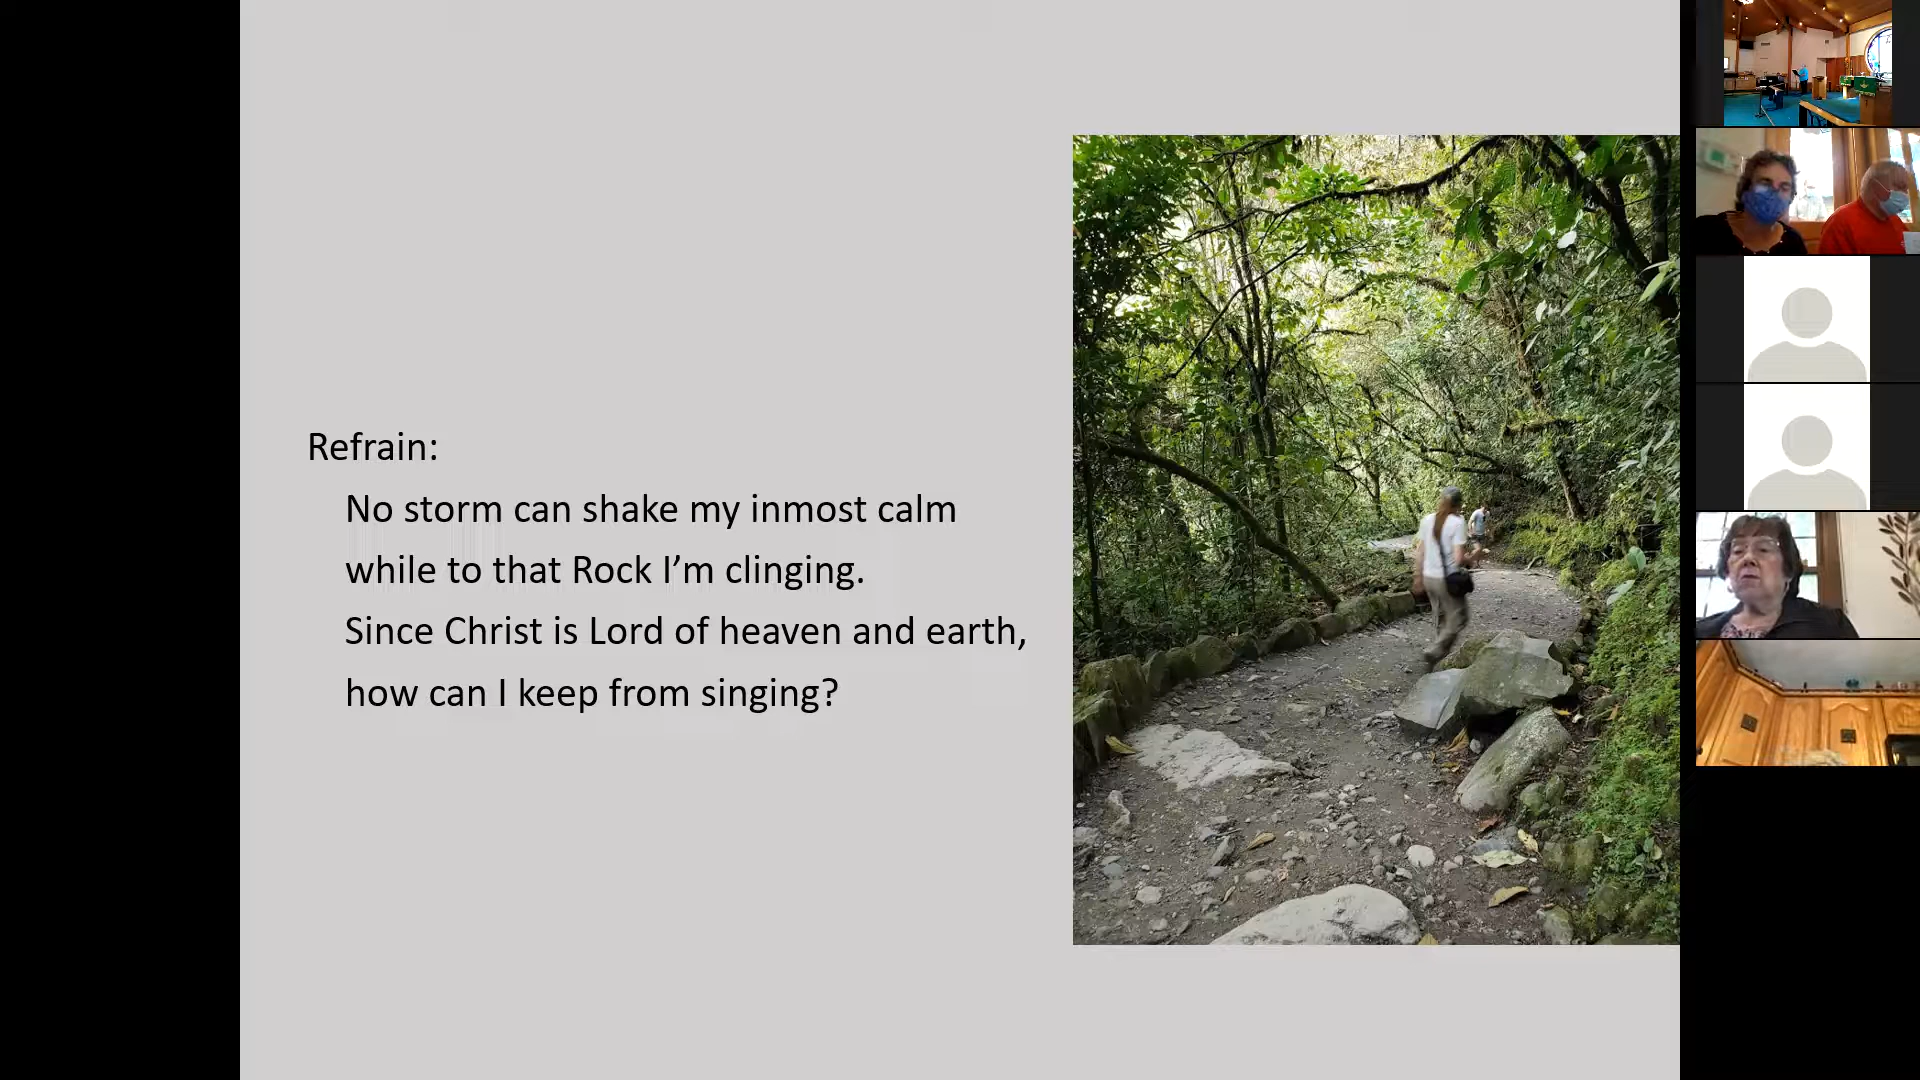 Refrain:
No storm can shake my inmost calm
while to that Rock I’m clinging.
Since Christ is Lord of heaven and earth,
how can I keep from singing?